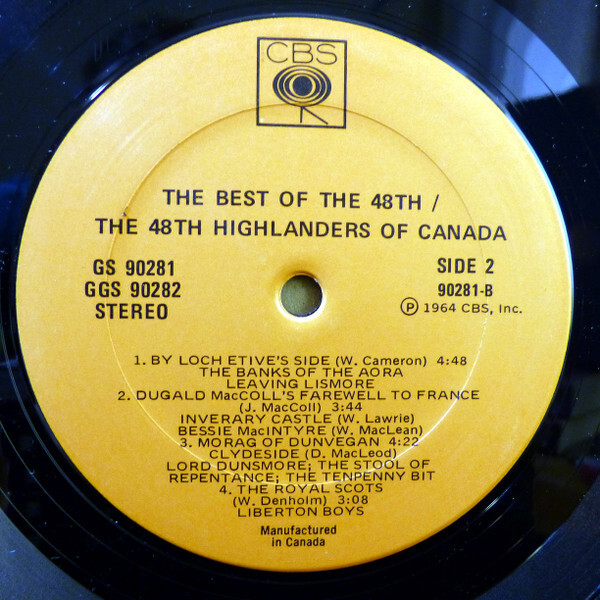 CBS
THE BEST OF THE 48TH /
THE 48TH HIGHLANDERS OF CANADA
GS 90281
GGS 90282
STEREO
SIDE 2
90281-B
Ⓟ 1964 CBS, Inc.
1. BY LOCH ETIVE'S SIDE (W. Cameron) 4:48
THE BANKS OF THE AORA
LEAVING LISMORE
2. DUGALD MacCOLL'S FAREWELL TO FRANCE
(J. MacColl) 3:44
INVERARY CASTLE (W. Lawrie)
BESSIE MacINTYRE (W. MacLean)
3. MORAG OF DUNVEGAN 4:22
CLYDESIDE (D. MacLeod)
LORD DUNSMORE; THE STOOL OF
REPENTANCE; THE TENPENNY BIT
4. THE ROYAL SCOTS
(W. Denholm) 3:08
LIBERTON BOYS
Manufactured
in Canada